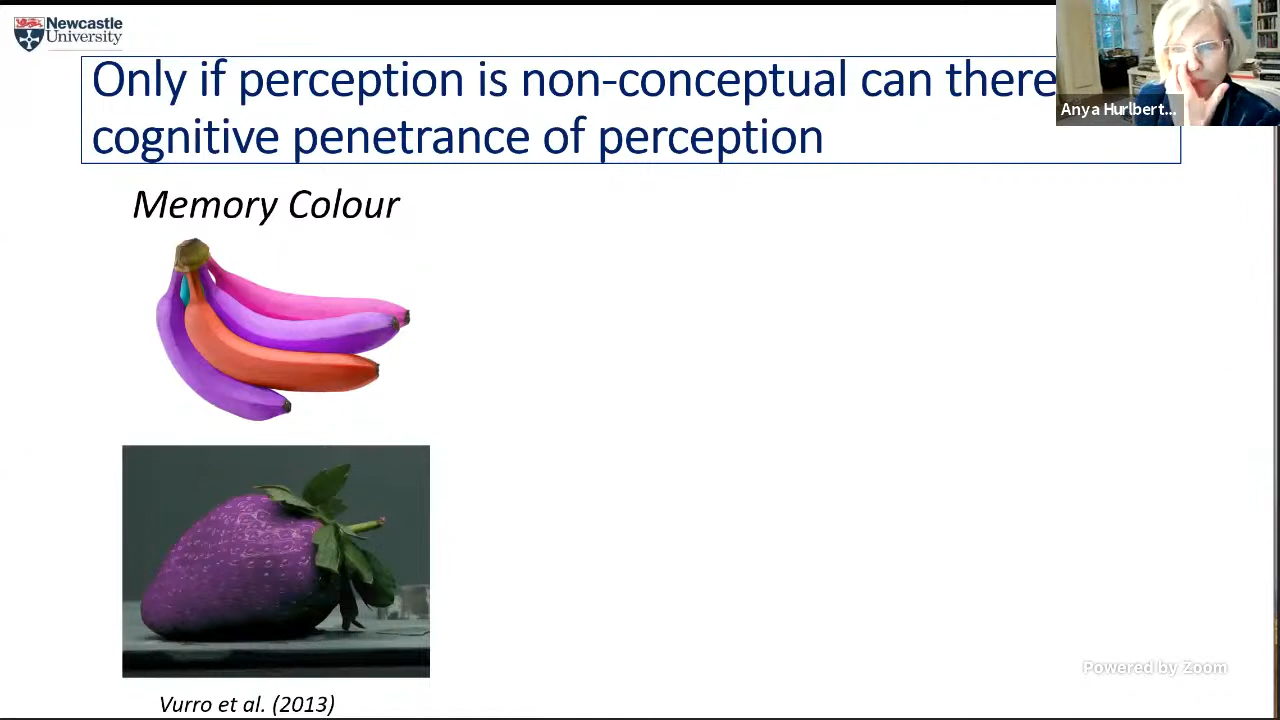 Newcastle
University
Only if perception is non-conceptual can there
cognitive penetrance of perception
Anya Hurlbert...
Memory Colour
Powered by Zoom
Vurro et al. (2013)